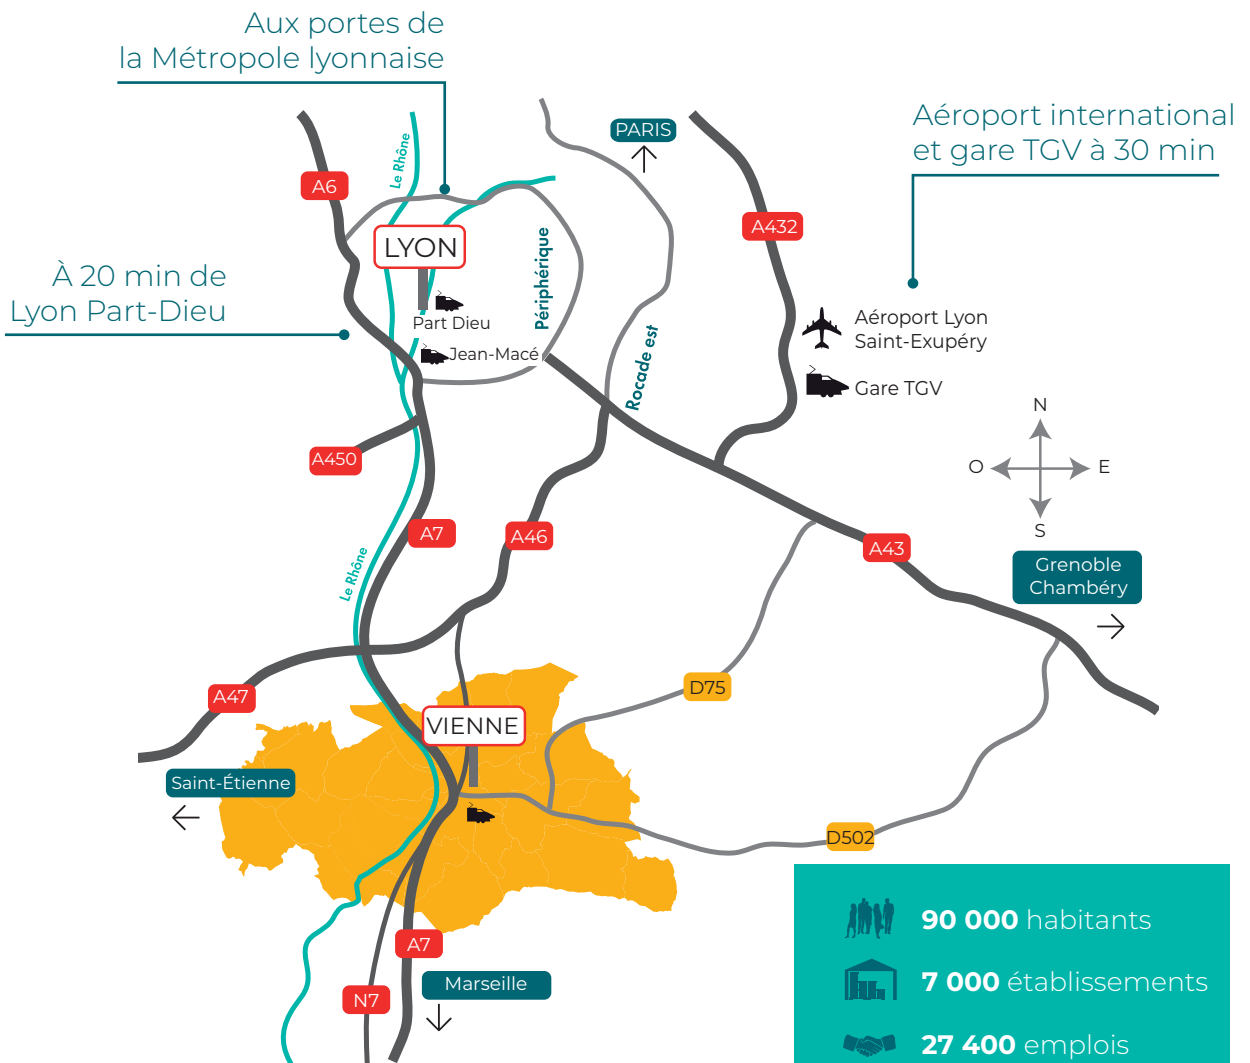 Aux portes de
la Métropole lyonnaise
Aéroport international
et gare TGV à 30 min
PARIS
Le Rhône
A6
A432
LYON
Périphérique
À 20 min de
Lyon Part-Dieu
Part Dieu
Jean-Macé
Rocade est
Aéroport Lyon
Saint-Exupéry
Gare TGV
N
O
E
S
A450
A7
A46
A43
Le Rhône
Grenoble
Chambéry
A47
D75
VIENNE
Saint-Étienne
D502
A7
N7
Marseille
90 000 habitants
7 000 établissements
27 400 emplois